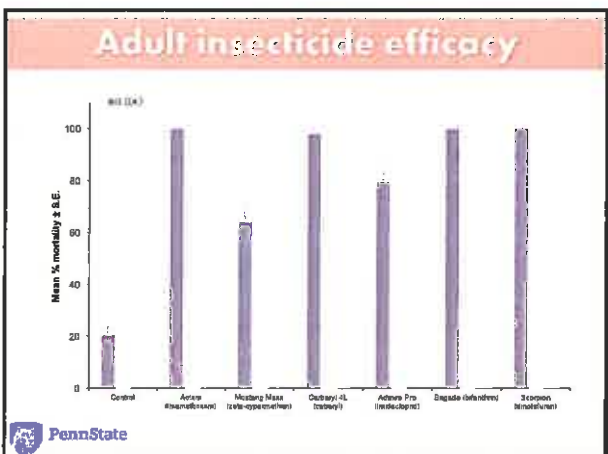 Adult insecticide efficacy
Mean % mortality ± S.E.
100
80
60
40
20
0
Control
Actara
Mustang Maxx
(zeta-cypermethrin)
Carbaryl 4L
(carbaryl)
Admire Pro
(imidacloprid)
Brigade (bifenthrin)
Scorpion
(dinotefuran)
PennState